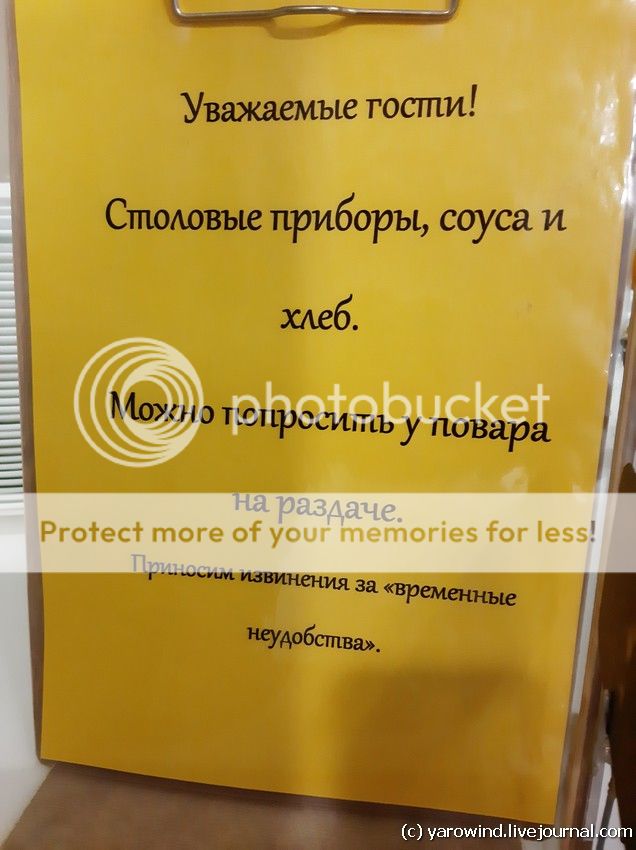 Уважаемые гости!
Столовые приборы, соуса и
хлеб.
photobucket
Можно попросить у повара
на раздаче.
Protect more of your memories for less!
Приносим извинения за «временные
неудобства».
(c) yarowind.livejournal.com